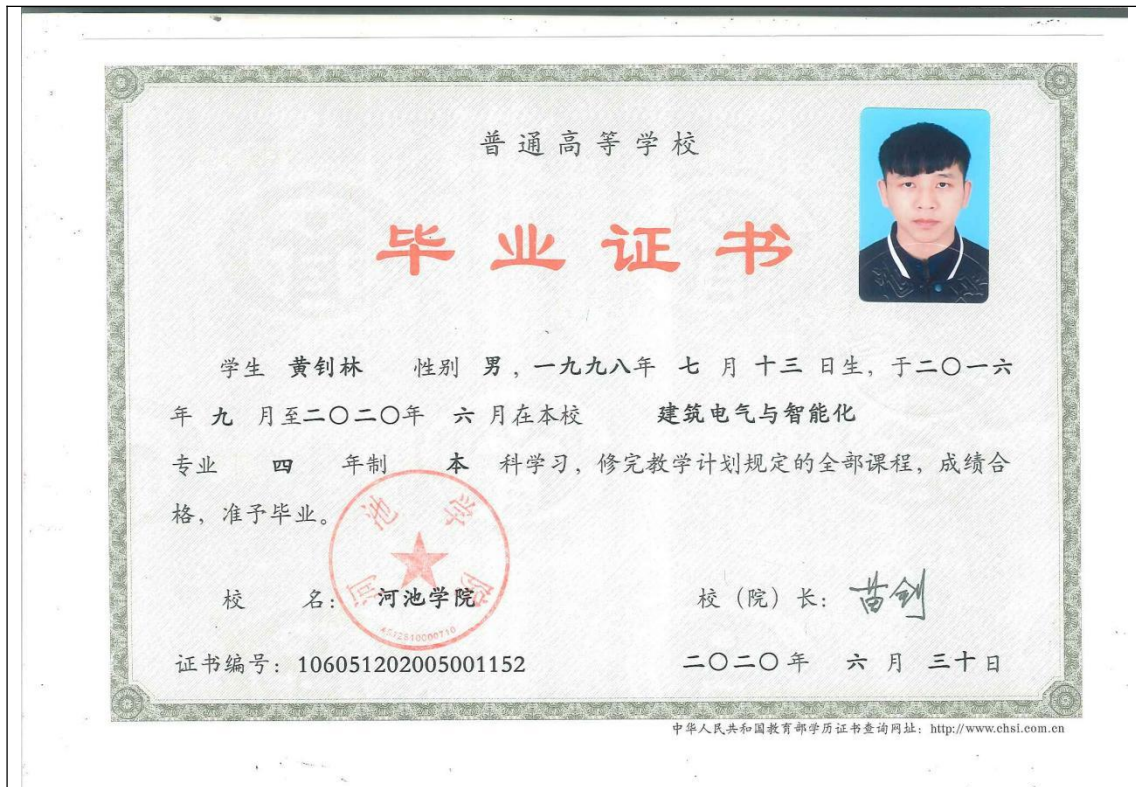 普通高等学校
毕业证书
学生 黄钊林 性别 男，一九九八年 七 月 十三 日生，于二〇一六
年 九 月至二〇二〇年 六 月在本校 建筑电气与智能化
专业 四 年制 本 科学习，修完教学计划规定的全部课程，成绩合
格，准予毕业。
河池学院
校 名： 河池学院
校（院）长： 苗钊
证书编号：106051202005001152
二〇二〇年 六 月 三十日
中华人民共和国教育部学历证书查询网址：http://www.chsi.com.cn